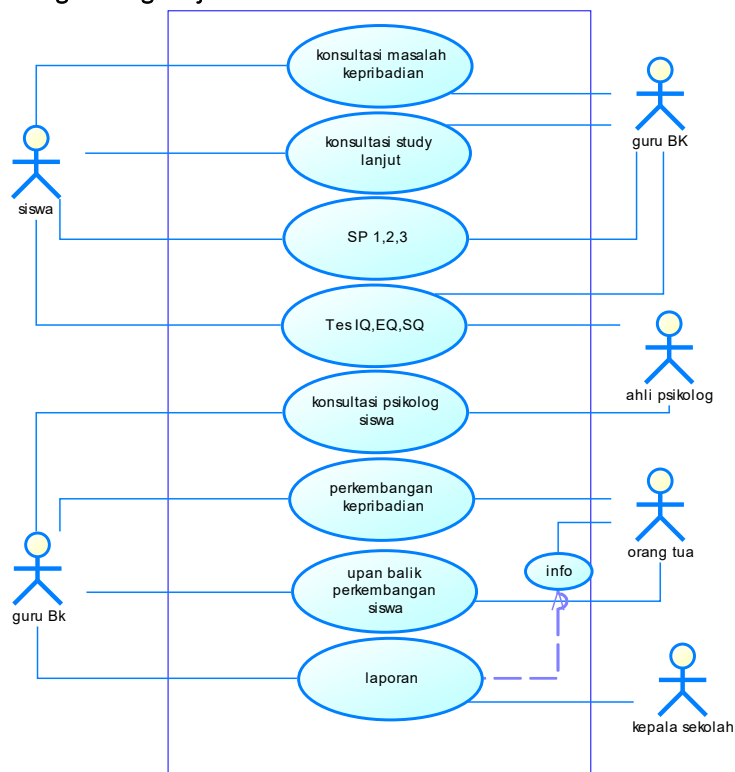 konsultasi masalah
kepribadian
guru BK
konsultasi study
lanjut
siswa
SP 1,2,3
Tes IQ,EQ,SQ
ahli psikolog
konsultasi psikolog
siswa
perkembangan
kepribadian
orang tua
info
upan balik
perkembangan
siswa
guru Bk
laporan
kepala sekolah